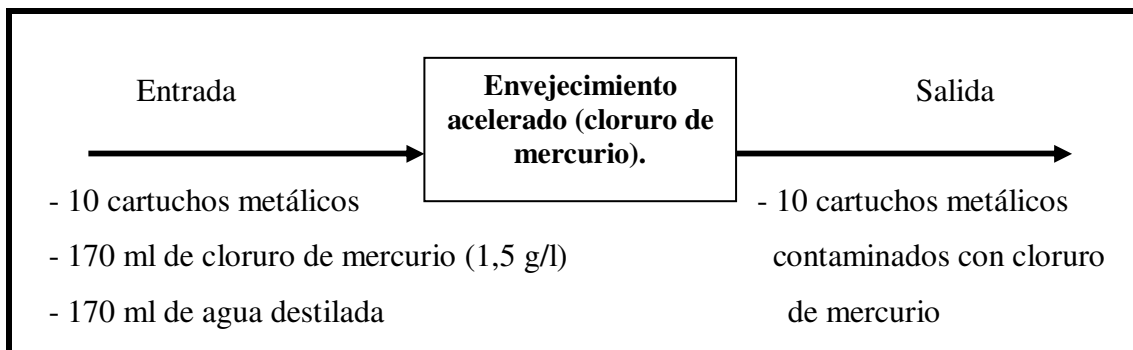 Entrada
Envejecimiento
acelerado (cloruro de
mercurio).
Salida
- 10 cartuchos metálicos
- 170 ml de cloruro de mercurio (1,5 g/l)
- 170 ml de agua destilada
- 10 cartuchos metálicos
contaminados con cloruro
de mercurio